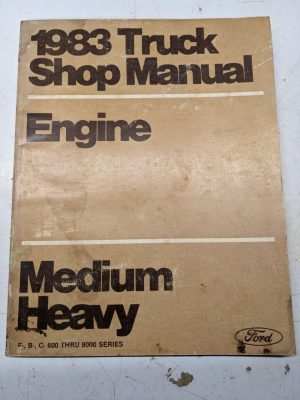 1983 Truck
Shop Manual
Engine
Medium
Heavy
F-, B-, C- 600 THRU 8000 SERIES
Ford